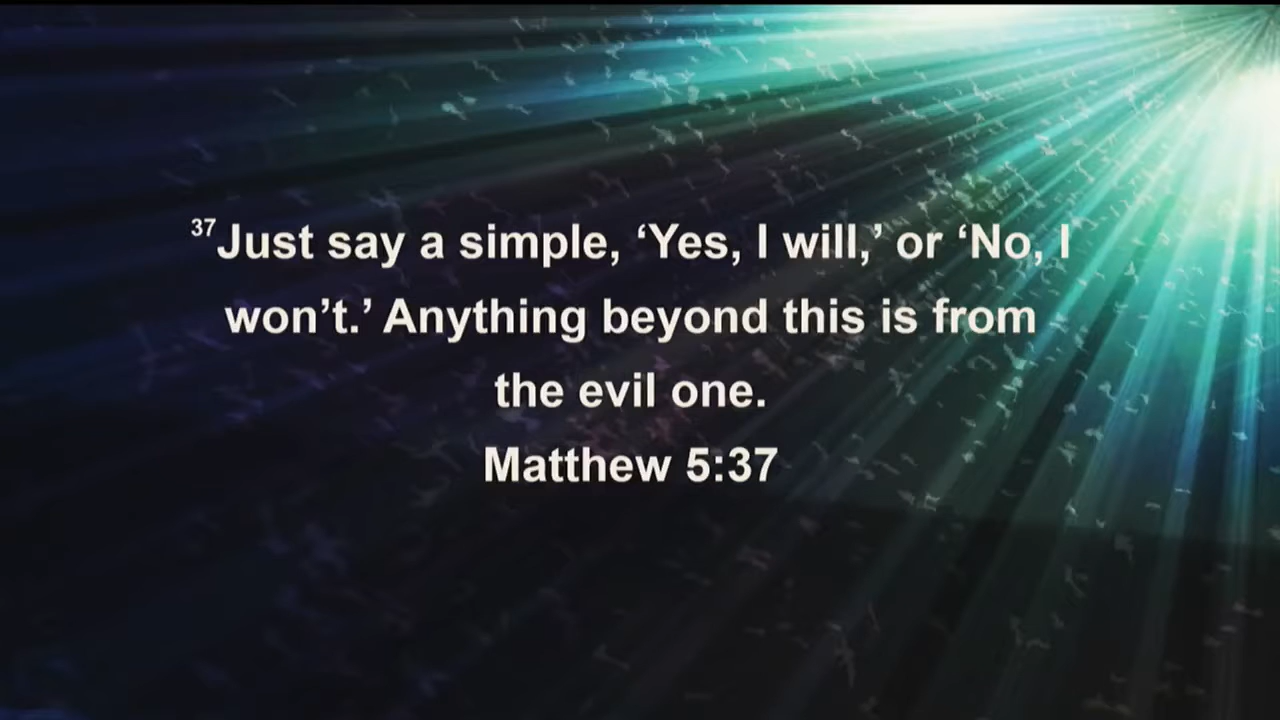 ³⁷Just say a simple, ‘Yes, I will,’ or ‘No, I
won’t.’ Anything beyond this is from
the evil one.
Matthew 5:37